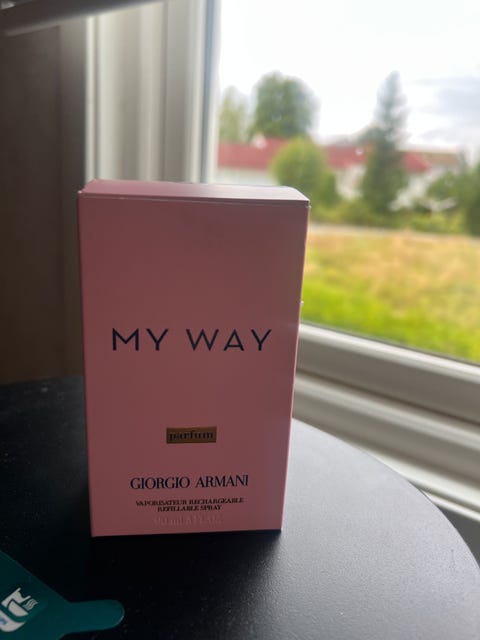 MY WAY
parfum
GIORGIO ARMANI
VAPORISATEUR RECHARGEABLE
REFILLABLE SPRAY